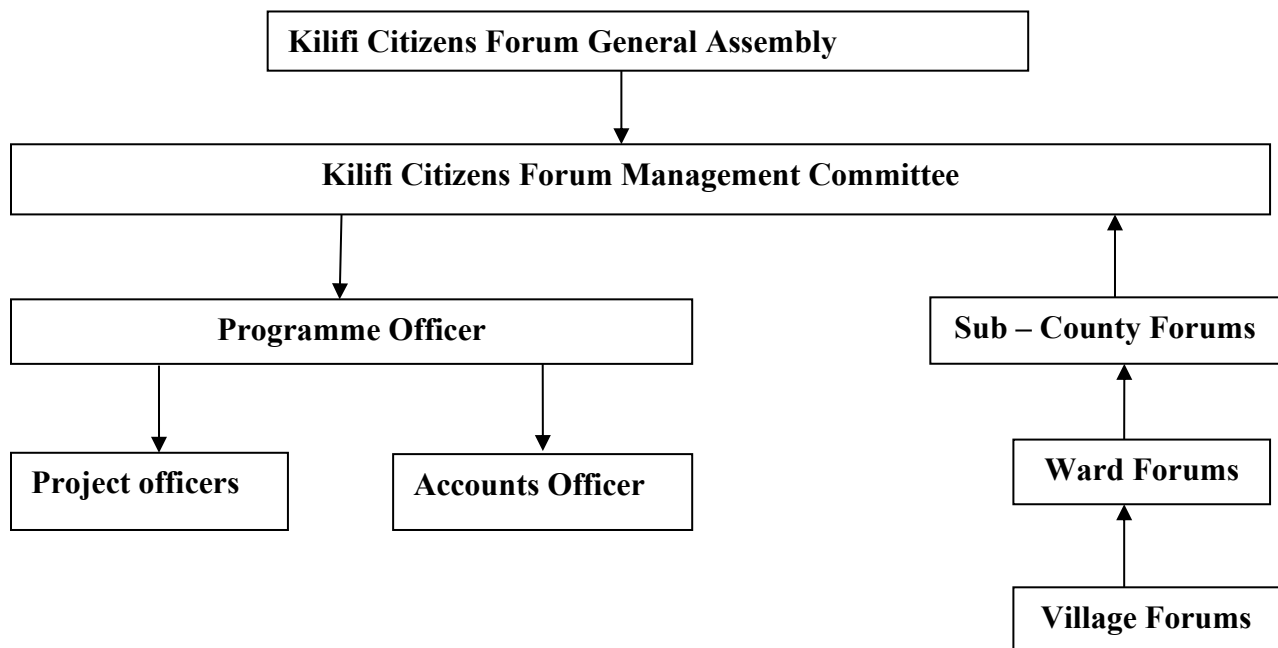 Kilifi Citizens Forum General Assembly
Kilifi Citizens Forum Management Committee
Programme Officer
Sub – County Forums
Project officers
Accounts Officer
Ward Forums
Village Forums